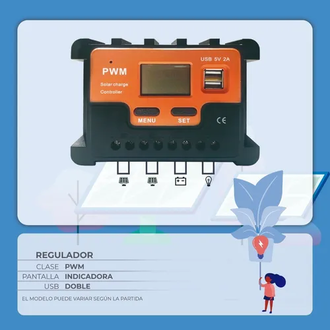 PWM
USB 5V 2A
Solar charge
Controller
MENU
SET
CE
REGULADOR
CLASE PWM
PANTALLA INDICADORA
USB DOBLE
EL MODELO PUEDE VARIAR SEGÚN LA PARTIDA